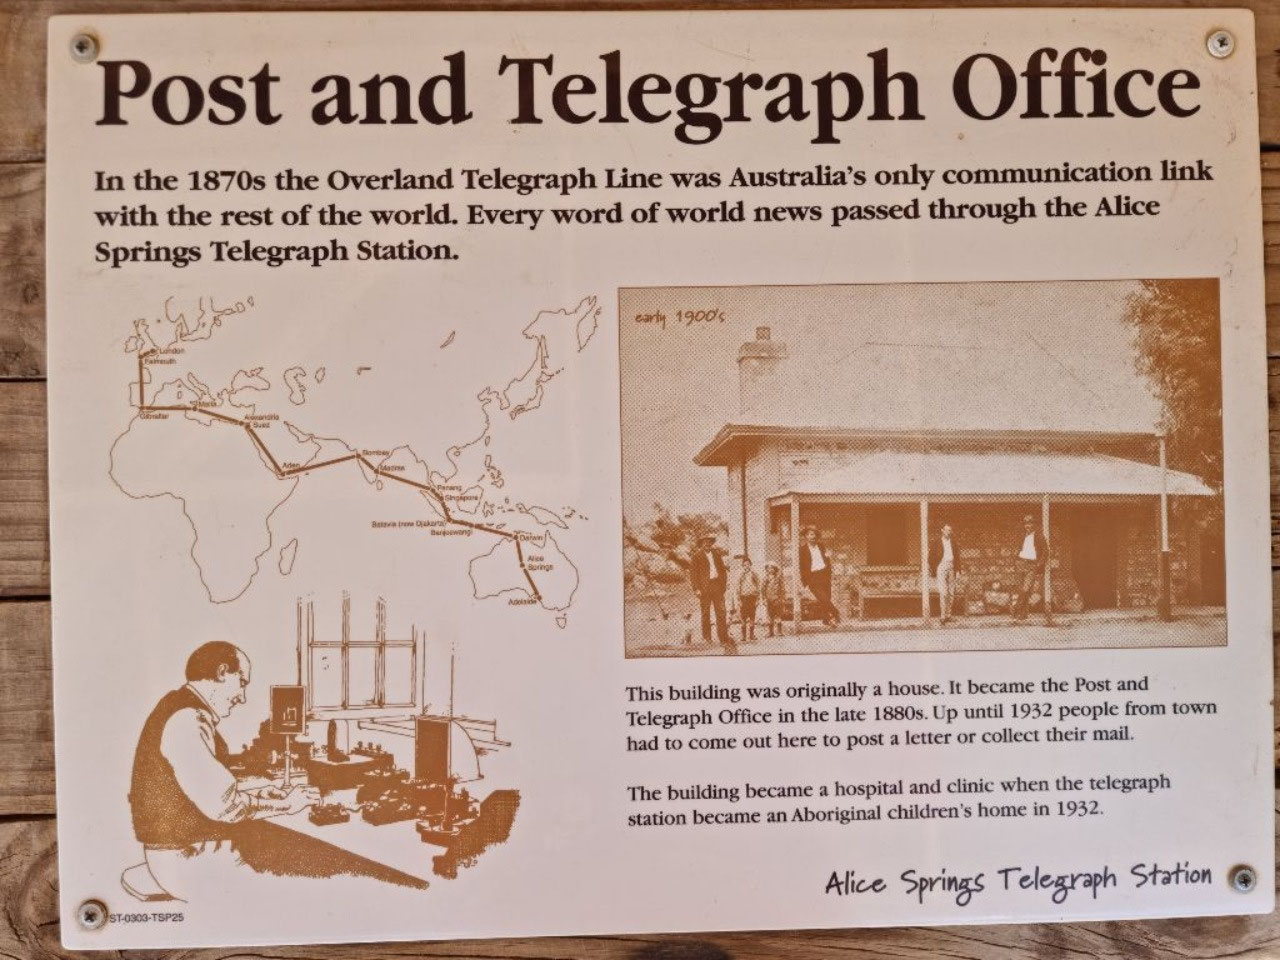 Post and Telegraph Office
In the 1870s the Overland Telegraph Line was Australia's only communication link
with the rest of the world. Every word of world news passed through the Alice
Springs Telegraph Station.
early 1900's
London
Falmouth
Gibraltar
Malta
Alexandria
Suez
Aden
Bombay
Madras
Penang
Singapore
Batavia (now Djakarta)
Banjoewangi
Darwin
Alice
Springs
Adelaide
This building was originally a house. It became the Post and
Telegraph Office in the late 1880s. Up until 1932 people from town
had to come out here to post a letter or collect their mail.
The building became a hospital and clinic when the telegraph
station became an Aboriginal children's home in 1932.
Alice Springs Telegraph Station
ST-0303-TSP25